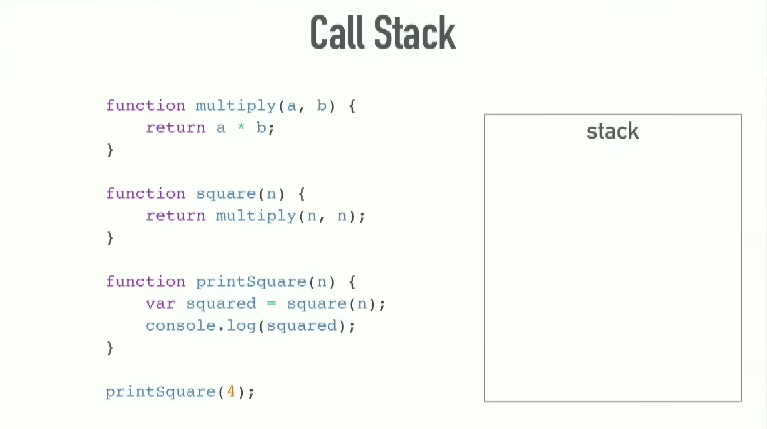 Call Stack
function multiply(a, b) {
    return a * b;
}
function square(n) {
    return multiply(n, n);
}
function printSquare(n) {
    var squared = square(n);
    console.log(squared);
}
printSquare(4);
stack